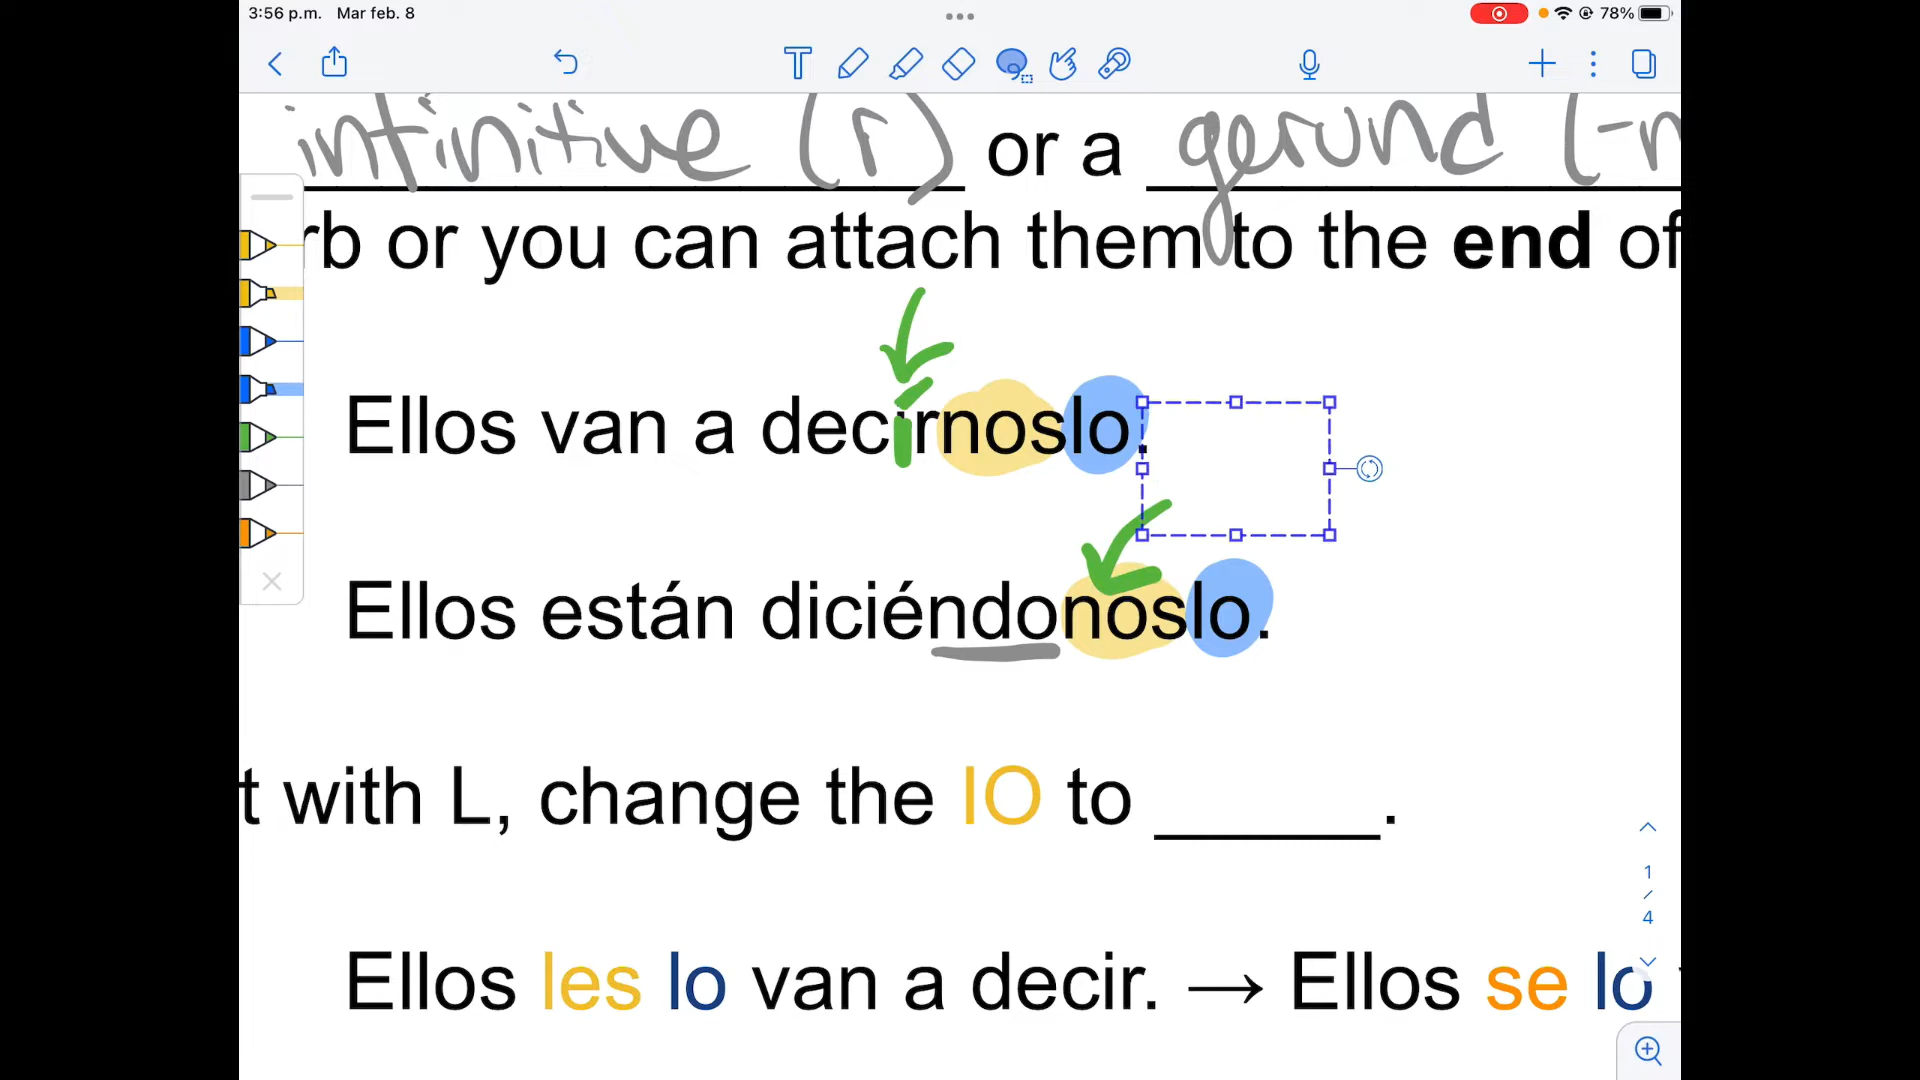 3:56 p.m. Mar feb. 8 78%
infinitive (r) or a gerund
or you can attach them to the end of
Ellos van a decírnoslo.
Ellos están diciéndonoslo.
with L, change the IO to ______.
Ellos les lo van a decir. → Ellos se lo
1
/
4